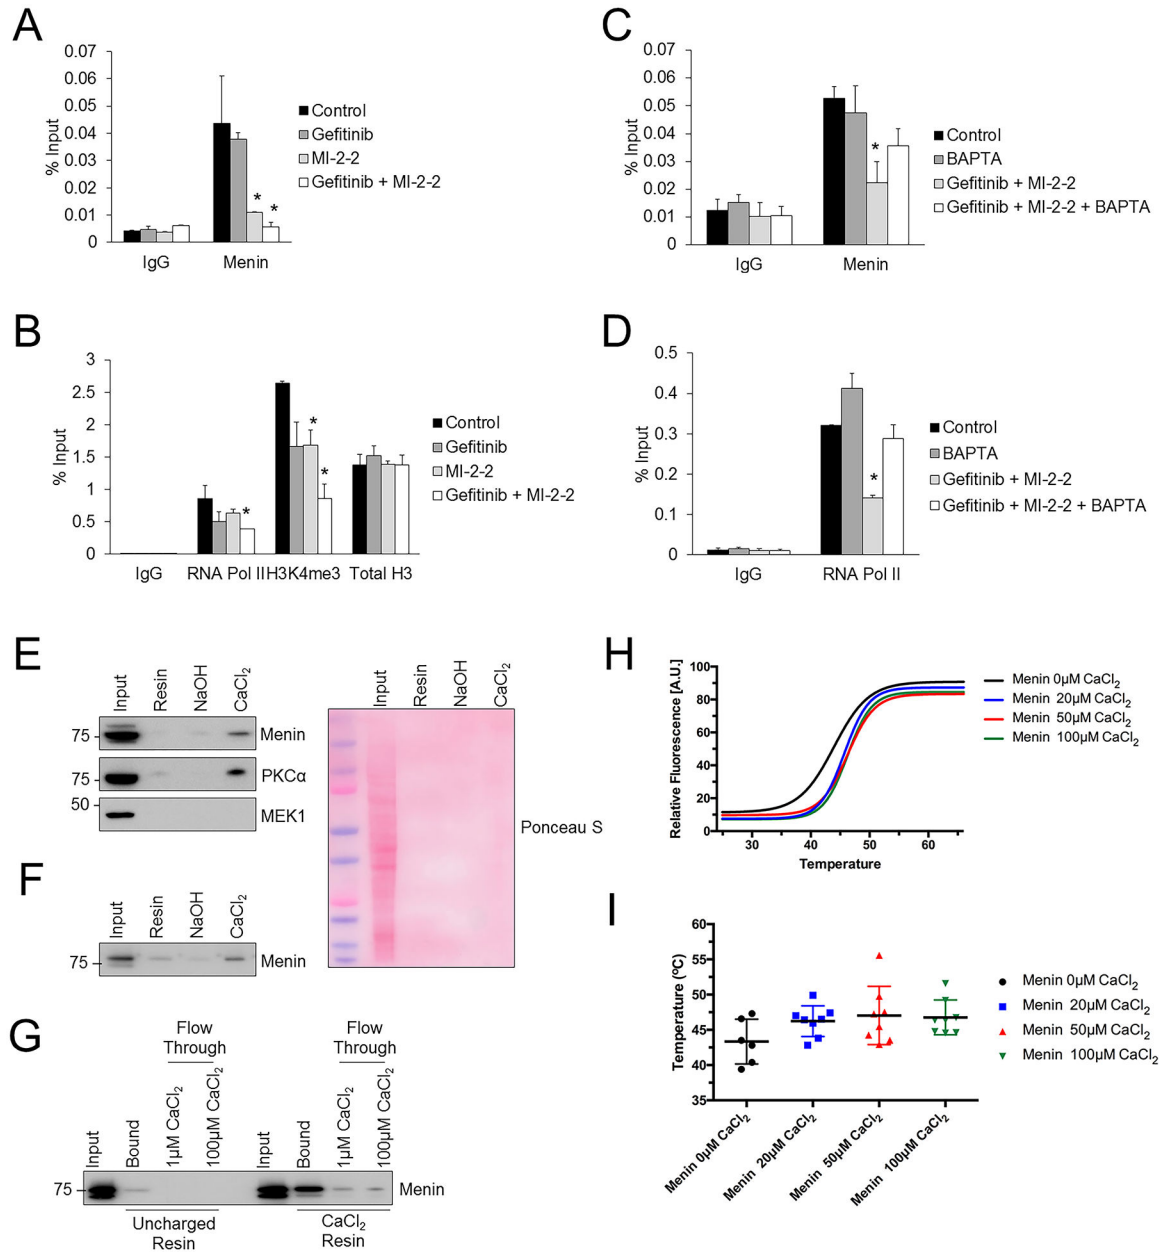 A
% Input
0.07
0.06
0.05
0.04
0.03
0.02
0.01
0
IgG
Menin
Control
Gefitinib
MI-2-2
Gefitinib + MI-2-2
*
*
C
% Input
0.07
0.06
0.05
0.04
0.03
0.02
0.01
0
IgG
Menin
Control
BAPTA
Gefitinib + MI-2-2
Gefitinib + MI-2-2 + BAPTA
*
B
% Input
3
2.5
2
1.5
1
0.5
0
IgG
RNA Pol II
H3K4me3
Total H3
Control
Gefitinib
MI-2-2
Gefitinib + MI-2-2
*
*
*
D
% Input
0.5
0.4
0.3
0.2
0.1
0
IgG
RNA Pol II
Control
BAPTA
Gefitinib + MI-2-2
Gefitinib + MI-2-2 + BAPTA
*
E
Input
Resin
NaOH
CaCl2
75
Menin
75
PKCα
50
MEK1
Input
Resin
NaOH
CaCl2
Ponceau S
F
Input
Resin
NaOH
CaCl2
75
Menin
G
Flow
Through
Flow
Through
Input
Bound
1µM CaCl2
100µM CaCl2
Input
Bound
1µM CaCl2
100µM CaCl2
75
Menin
Uncharged
Resin
CaCl2
Resin
H
Relative Fluorescence [A.U.]
100
80
60
40
20
0
30
40
50
60
Temperature
Menin 0µM CaCl2
Menin 20µM CaCl2
Menin 50µM CaCl2
Menin 100µM CaCl2
I
Temperature (ºC)
60
55
50
45
40
35
Menin 0µM CaCl2
Menin 20µM CaCl2
Menin 50µM CaCl2
Menin 100µM CaCl2
Menin 0µM CaCl2
Menin 20µM CaCl2
Menin 50µM CaCl2
Menin 100µM CaCl2